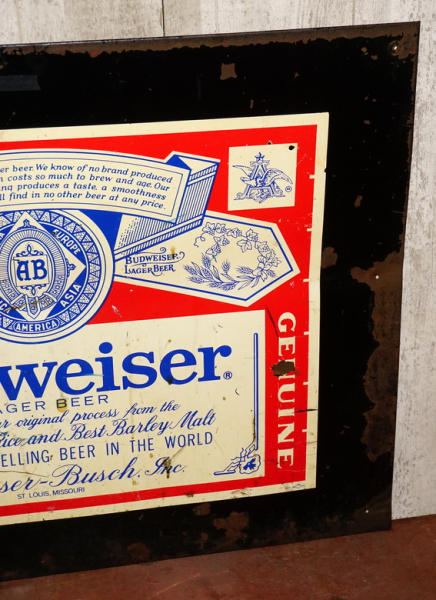 er beer. We know of no brand produced
h costs so much to brew and age. Our
ing produces a taste, a smoothness
ll find in no other beer at any price.
BUDWEISER
LAGER BEER
AB
EUROPE
ASIA
AMERICA
weiser®
AGER BEER
ur original process from the
Rice and Best Barley Malt
ELLING BEER IN THE WORLD
ser-Busch, Inc.
ST. LOUIS, MISSOURI
GENUINE